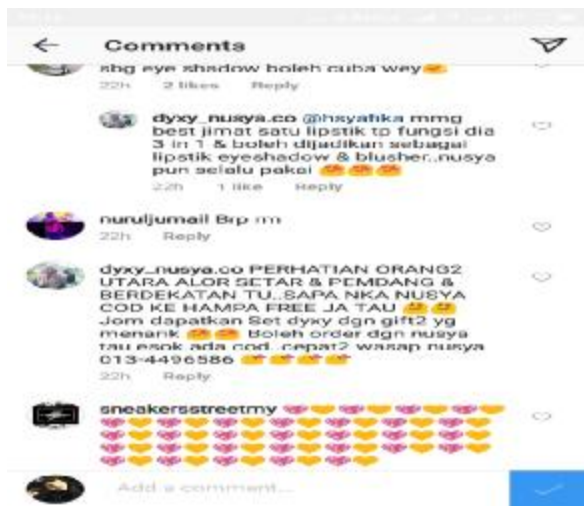 Comments
sbg eye shadow boleh cuba wey
22h 2 likes Reply
dyxy_nusya.co @hsyafika mmg
best jimat satu lipstik tp fungsi dia
3 in 1 & boleh dijadikan sebagai
lipstik eyeshadow & blusher..nusya
pun selalu pakai 🥰🥰🥰
22h 1 like Reply
nuruljumail Brp rm
22h Reply
dyxy_nusya.co PERHATIAN ORANG2
UTARA ALOR SETAR & PEMDANG &
BERDEKATAN TU..SAPA NKA NUSYA
COD KE HAMPA FREE JA TAU
Jom dapatkan Set dyxy dgn gift2 yg
menarik Boleh order dgn nusya
tau esok ada cod..cepat2 wasap nusya
013-4496586
22h Reply
sneakersstreetmy
Add a comment...